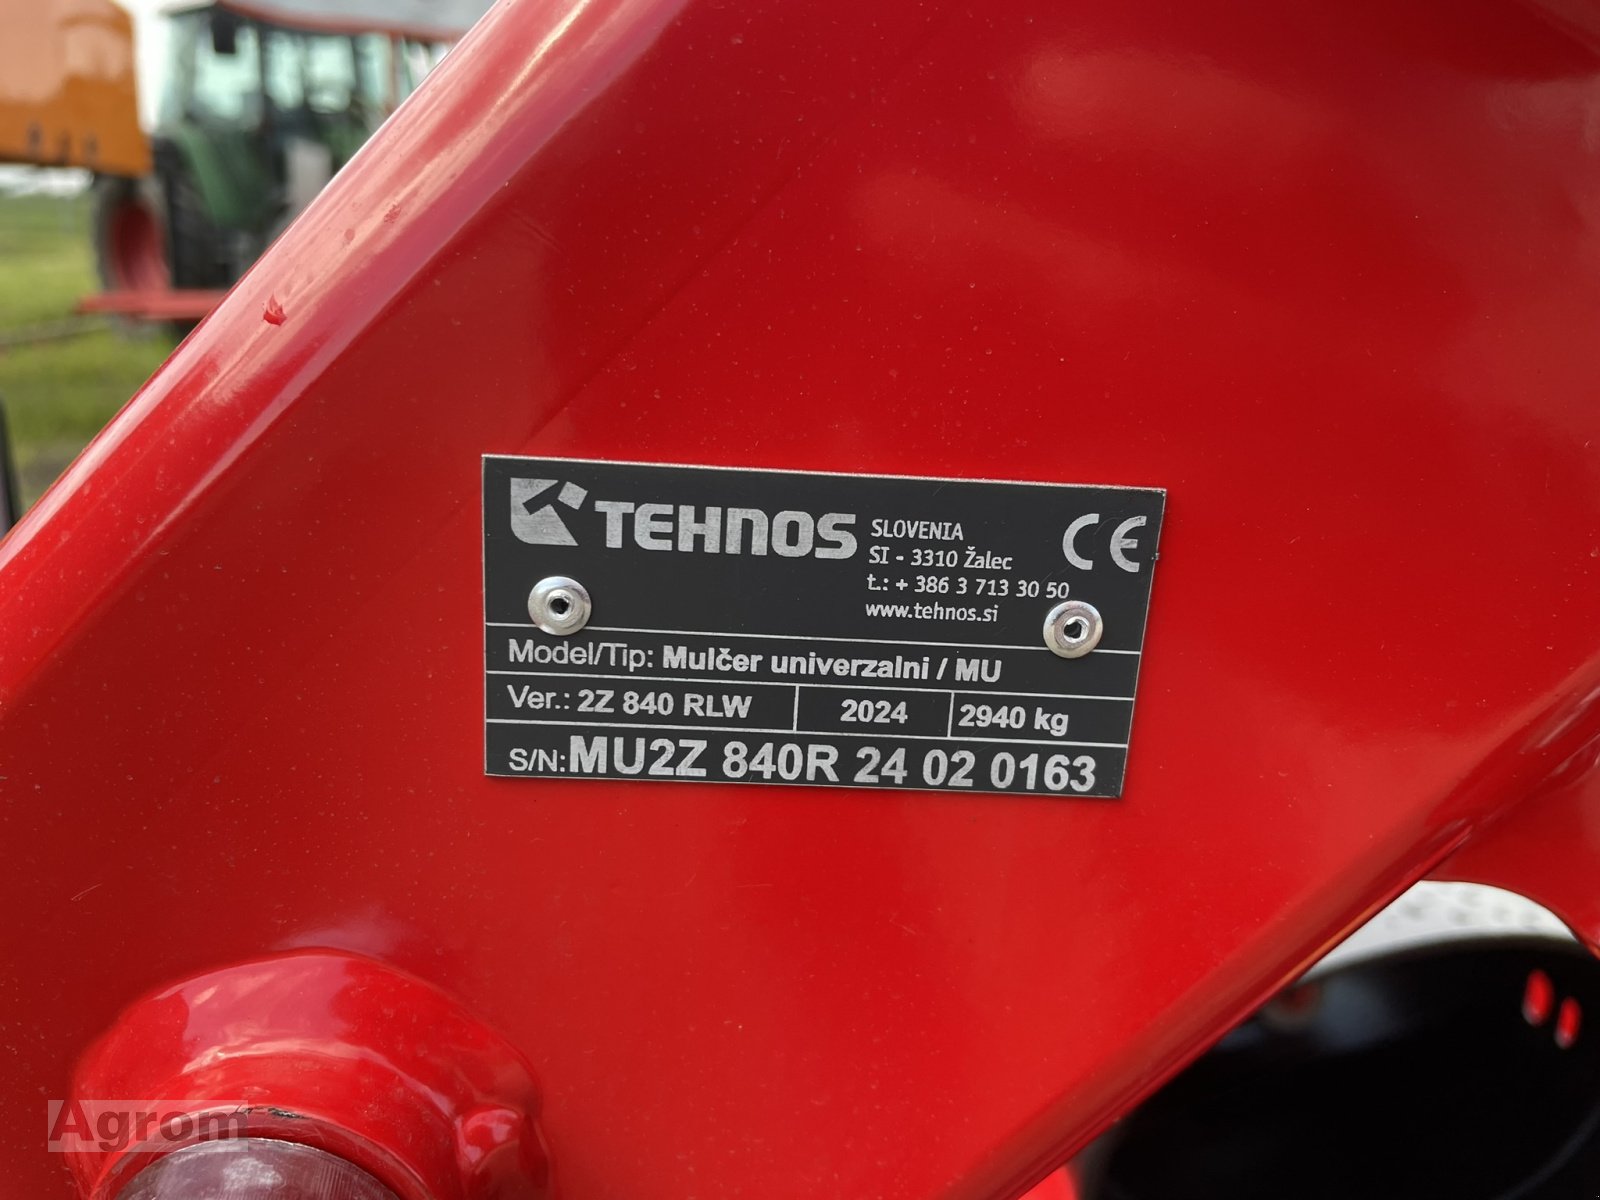 TEHNOS
SLOVENIA
SI - 3310 Žalec
t.: + 386 3 713 30 50
www.tehnos.si
CE
Model/Tip: Mulčer univerzalni / MU
Ver.: 2Z 840 RLW 2024 2940 kg
S/N: MU2Z 840R 24 02 0163
Agrom